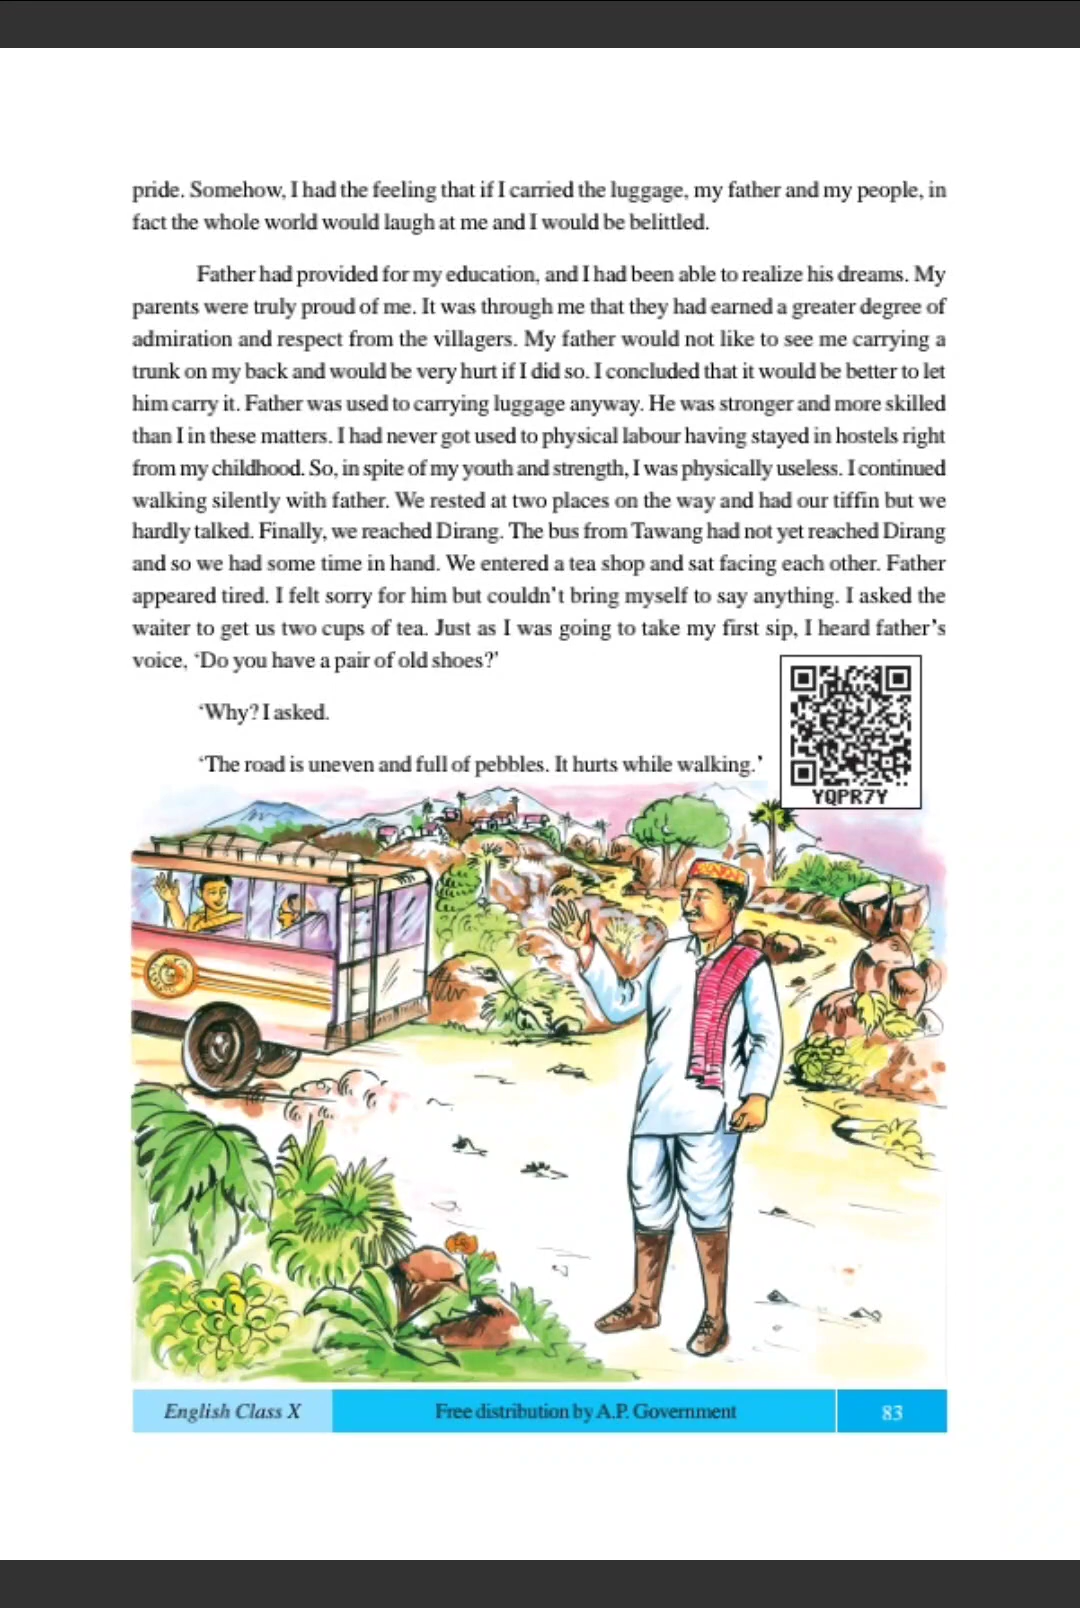 pride. Somehow, I had the feeling that if I carried the luggage, my father and my people, in
fact the whole world would laugh at me and I would be belittled.
Father had provided for my education, and I had been able to realize his dreams. My
parents were truly proud of me. It was through me that they had earned a greater degree of
admiration and respect from the villagers. My father would not like to see me carrying a
trunk on my back and would be very hurt if I did so. I concluded that it would be better to let
him carry it. Father was used to carrying luggage anyway. He was stronger and more skilled
than I in these matters. I had never got used to physical labour having stayed in hostels right
from my childhood. So, in spite of my youth and strength, I was physically useless. I continued
walking silently with father. We rested at two places on the way and had our tiffin but we
hardly talked. Finally, we reached Dirang. The bus from Tawang had not yet reached Dirang
and so we had some time in hand. We entered a tea shop and sat facing each other. Father
appeared tired. I felt sorry for him but couldn’t bring myself to say anything. I asked the
waiter to get us two cups of tea. Just as I was going to take my first sip, I heard father’s
voice, ‘Do you have a pair of old shoes?’
‘Why? I asked.
‘The road is uneven and full of pebbles. It hurts while walking.’
YQPR7Y
English Class X
Free distribution by A.P. Government
83